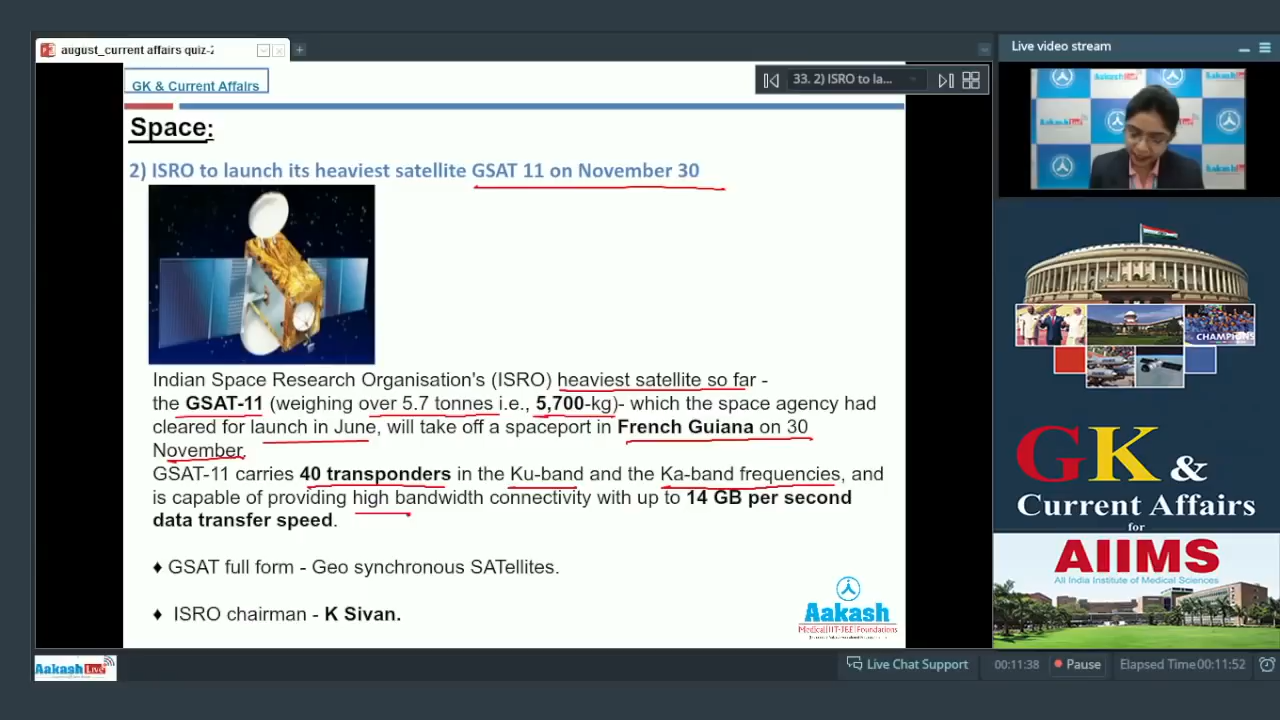 august_current affairs quiz-2
GK & Current Affairs
33. 2) ISRO to la...
Space:
2) ISRO to launch its heaviest satellite GSAT 11 on November 30
Indian Space Research Organisation's (ISRO) heaviest satellite so far -
the GSAT-11 (weighing over 5.7 tonnes i.e., 5,700-kg)- which the space agency had
cleared for launch in June, will take off a spaceport in French Guiana on 30
November.
GSAT-11 carries 40 transponders in the Ku-band and the Ka-band frequencies, and
is capable of providing high bandwidth connectivity with up to 14 GB per second
data transfer speed.
♦ GSAT full form - Geo synchronous SATellites.
♦ ISRO chairman - K Sivan.
Aakash
Medical|IIT-JEE|Foundations
Aakash Live
Live Chat Support
00:11:38
Pause
Elapsed Time 00:11:52
Live video stream
CHAMPIONS
GK &
Current Affairs
for
AIIMS
All India Institute of Medical Sciences